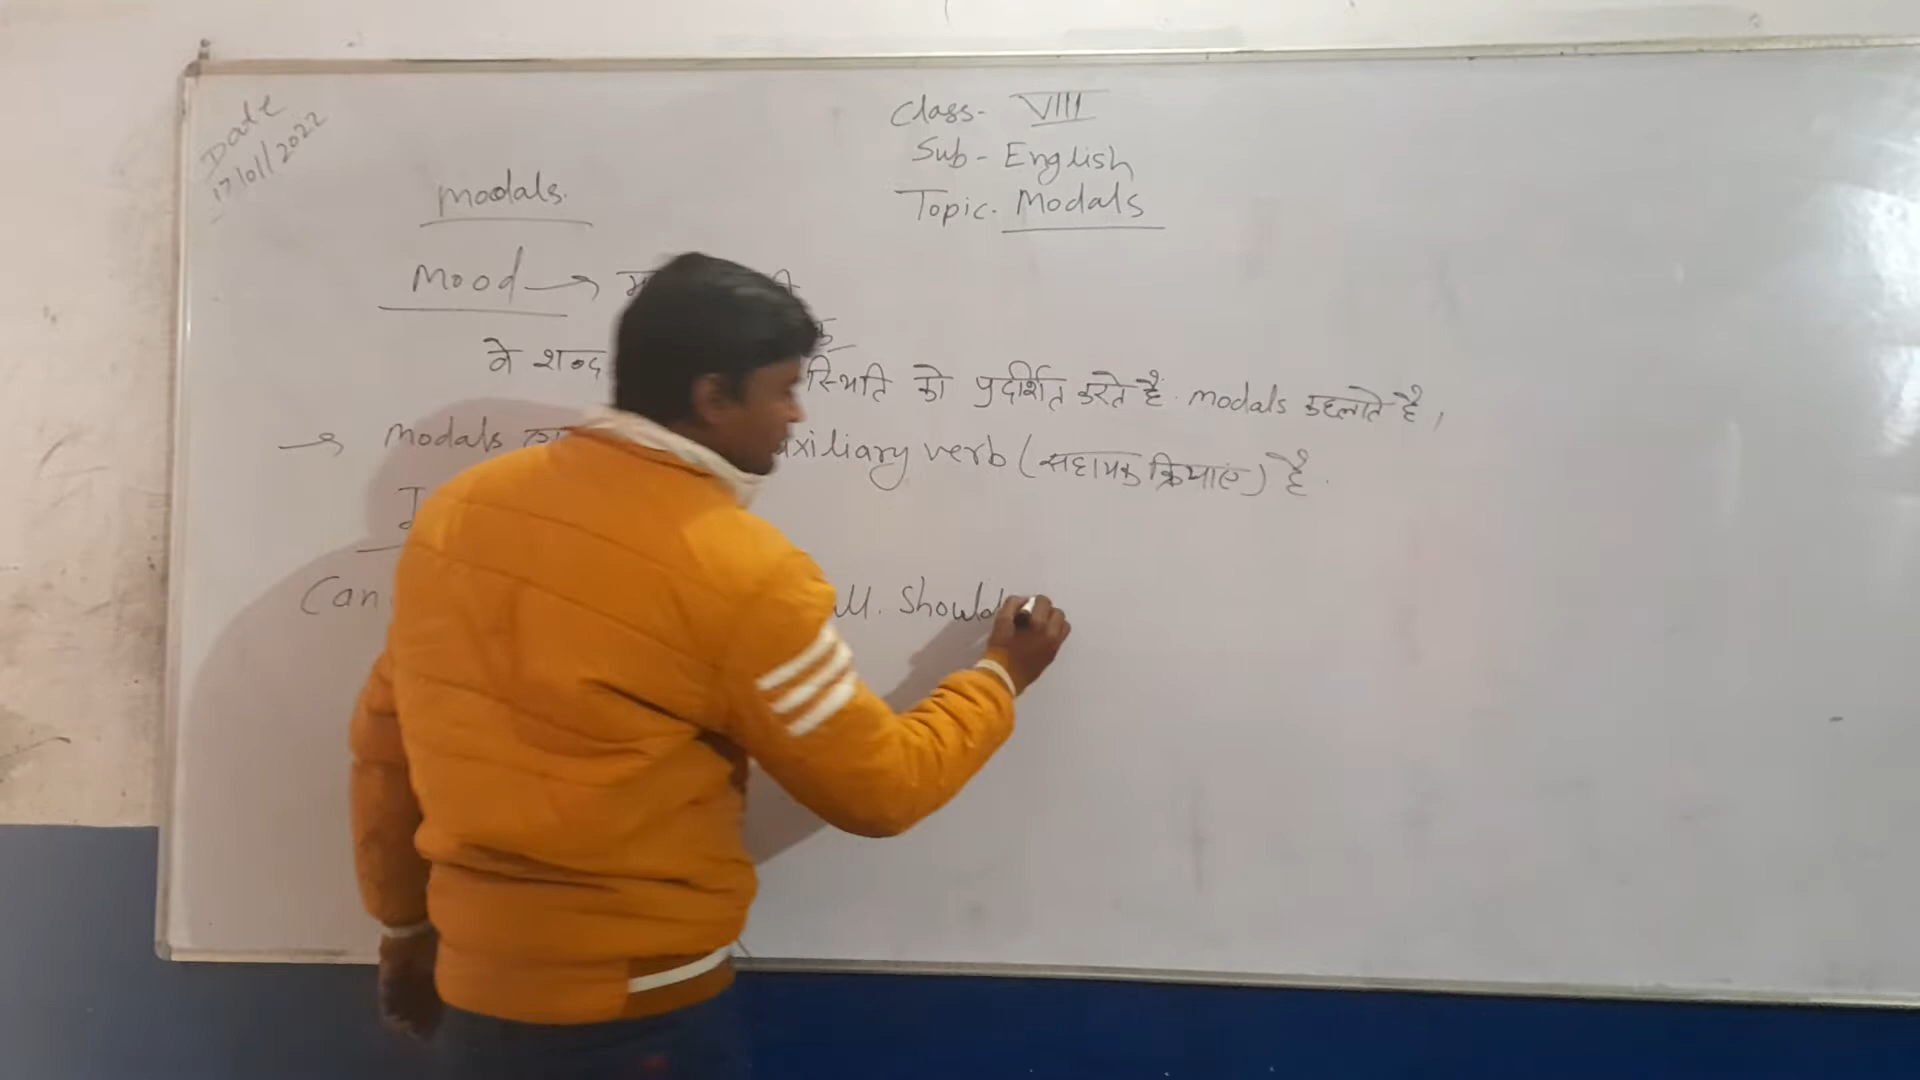 Date
17/01/2022
Class- VIII
Sub- English
Topic. Modals
Modals.
Mood →
वे शब्द स्थिति को प्रदर्शित करते हैं. modals कहलाते है,
→ Modals auxiliary verb (सहायक क्रियाएं) है.
Can Should